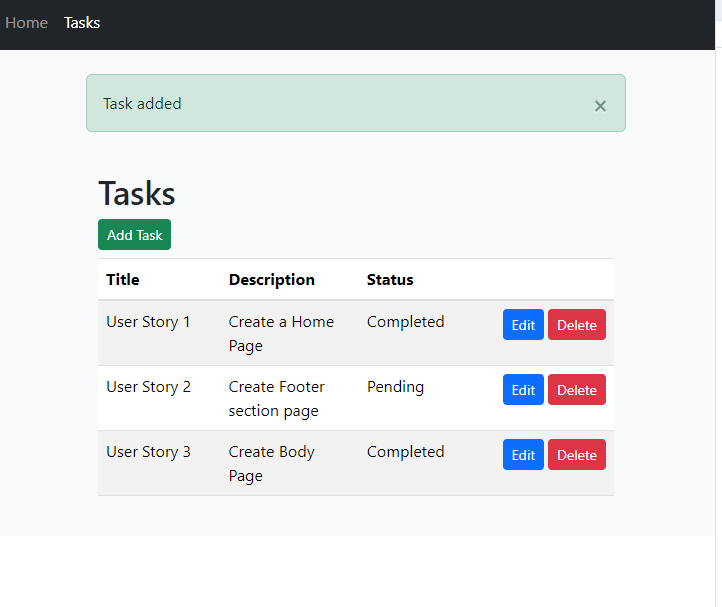 Home Tasks
Task added ×
Tasks
Add Task
Title Description Status
User Story 1 Create a Home Completed Edit Delete
Page
User Story 2 Create Footer Pending Edit Delete
section page
User Story 3 Create Body Completed Edit Delete
Page